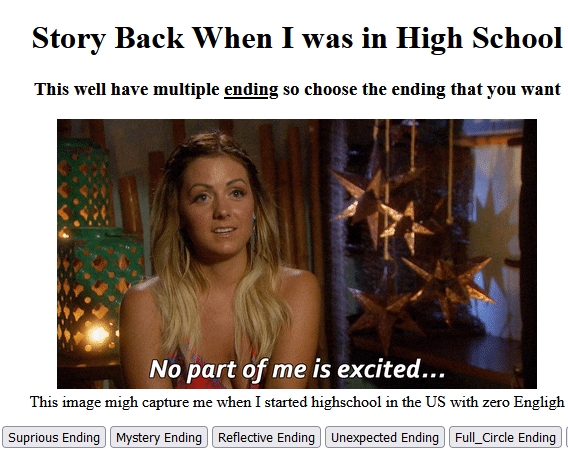 Story Back When I was in High School
This well have multiple ending so choose the ending that you want
No part of me is excited...
This image migh capture me when I started highschool in the US with zero Engligh
Suprious Ending Mystery Ending Reflective Ending Unexpected Ending Full_Circle Ending